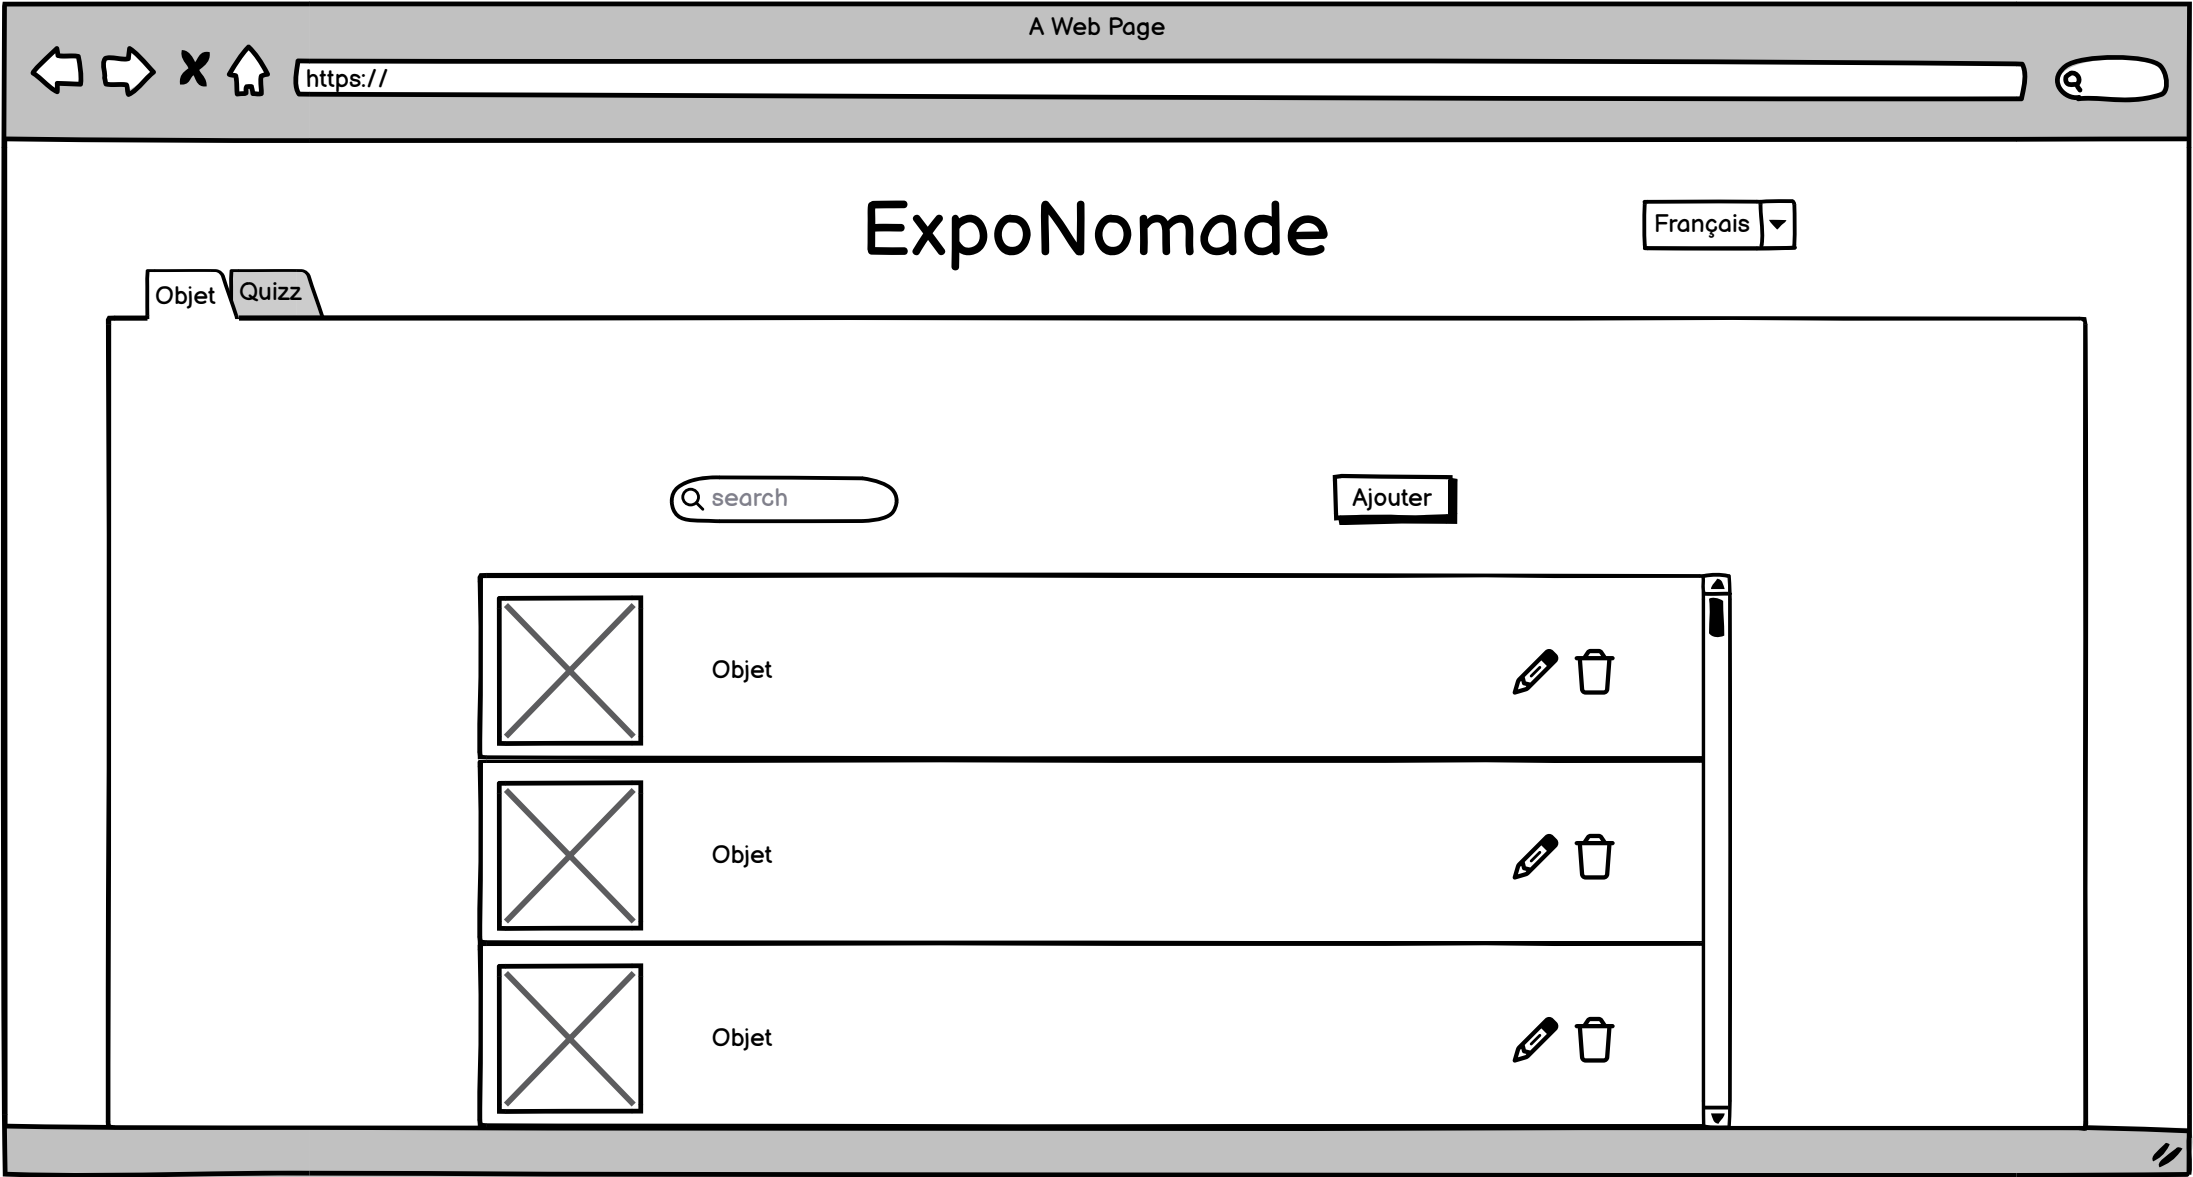 A Web Page
https://
ExpoNomade
Français
Objet
Quizz
search
Ajouter
Objet
Objet
Objet